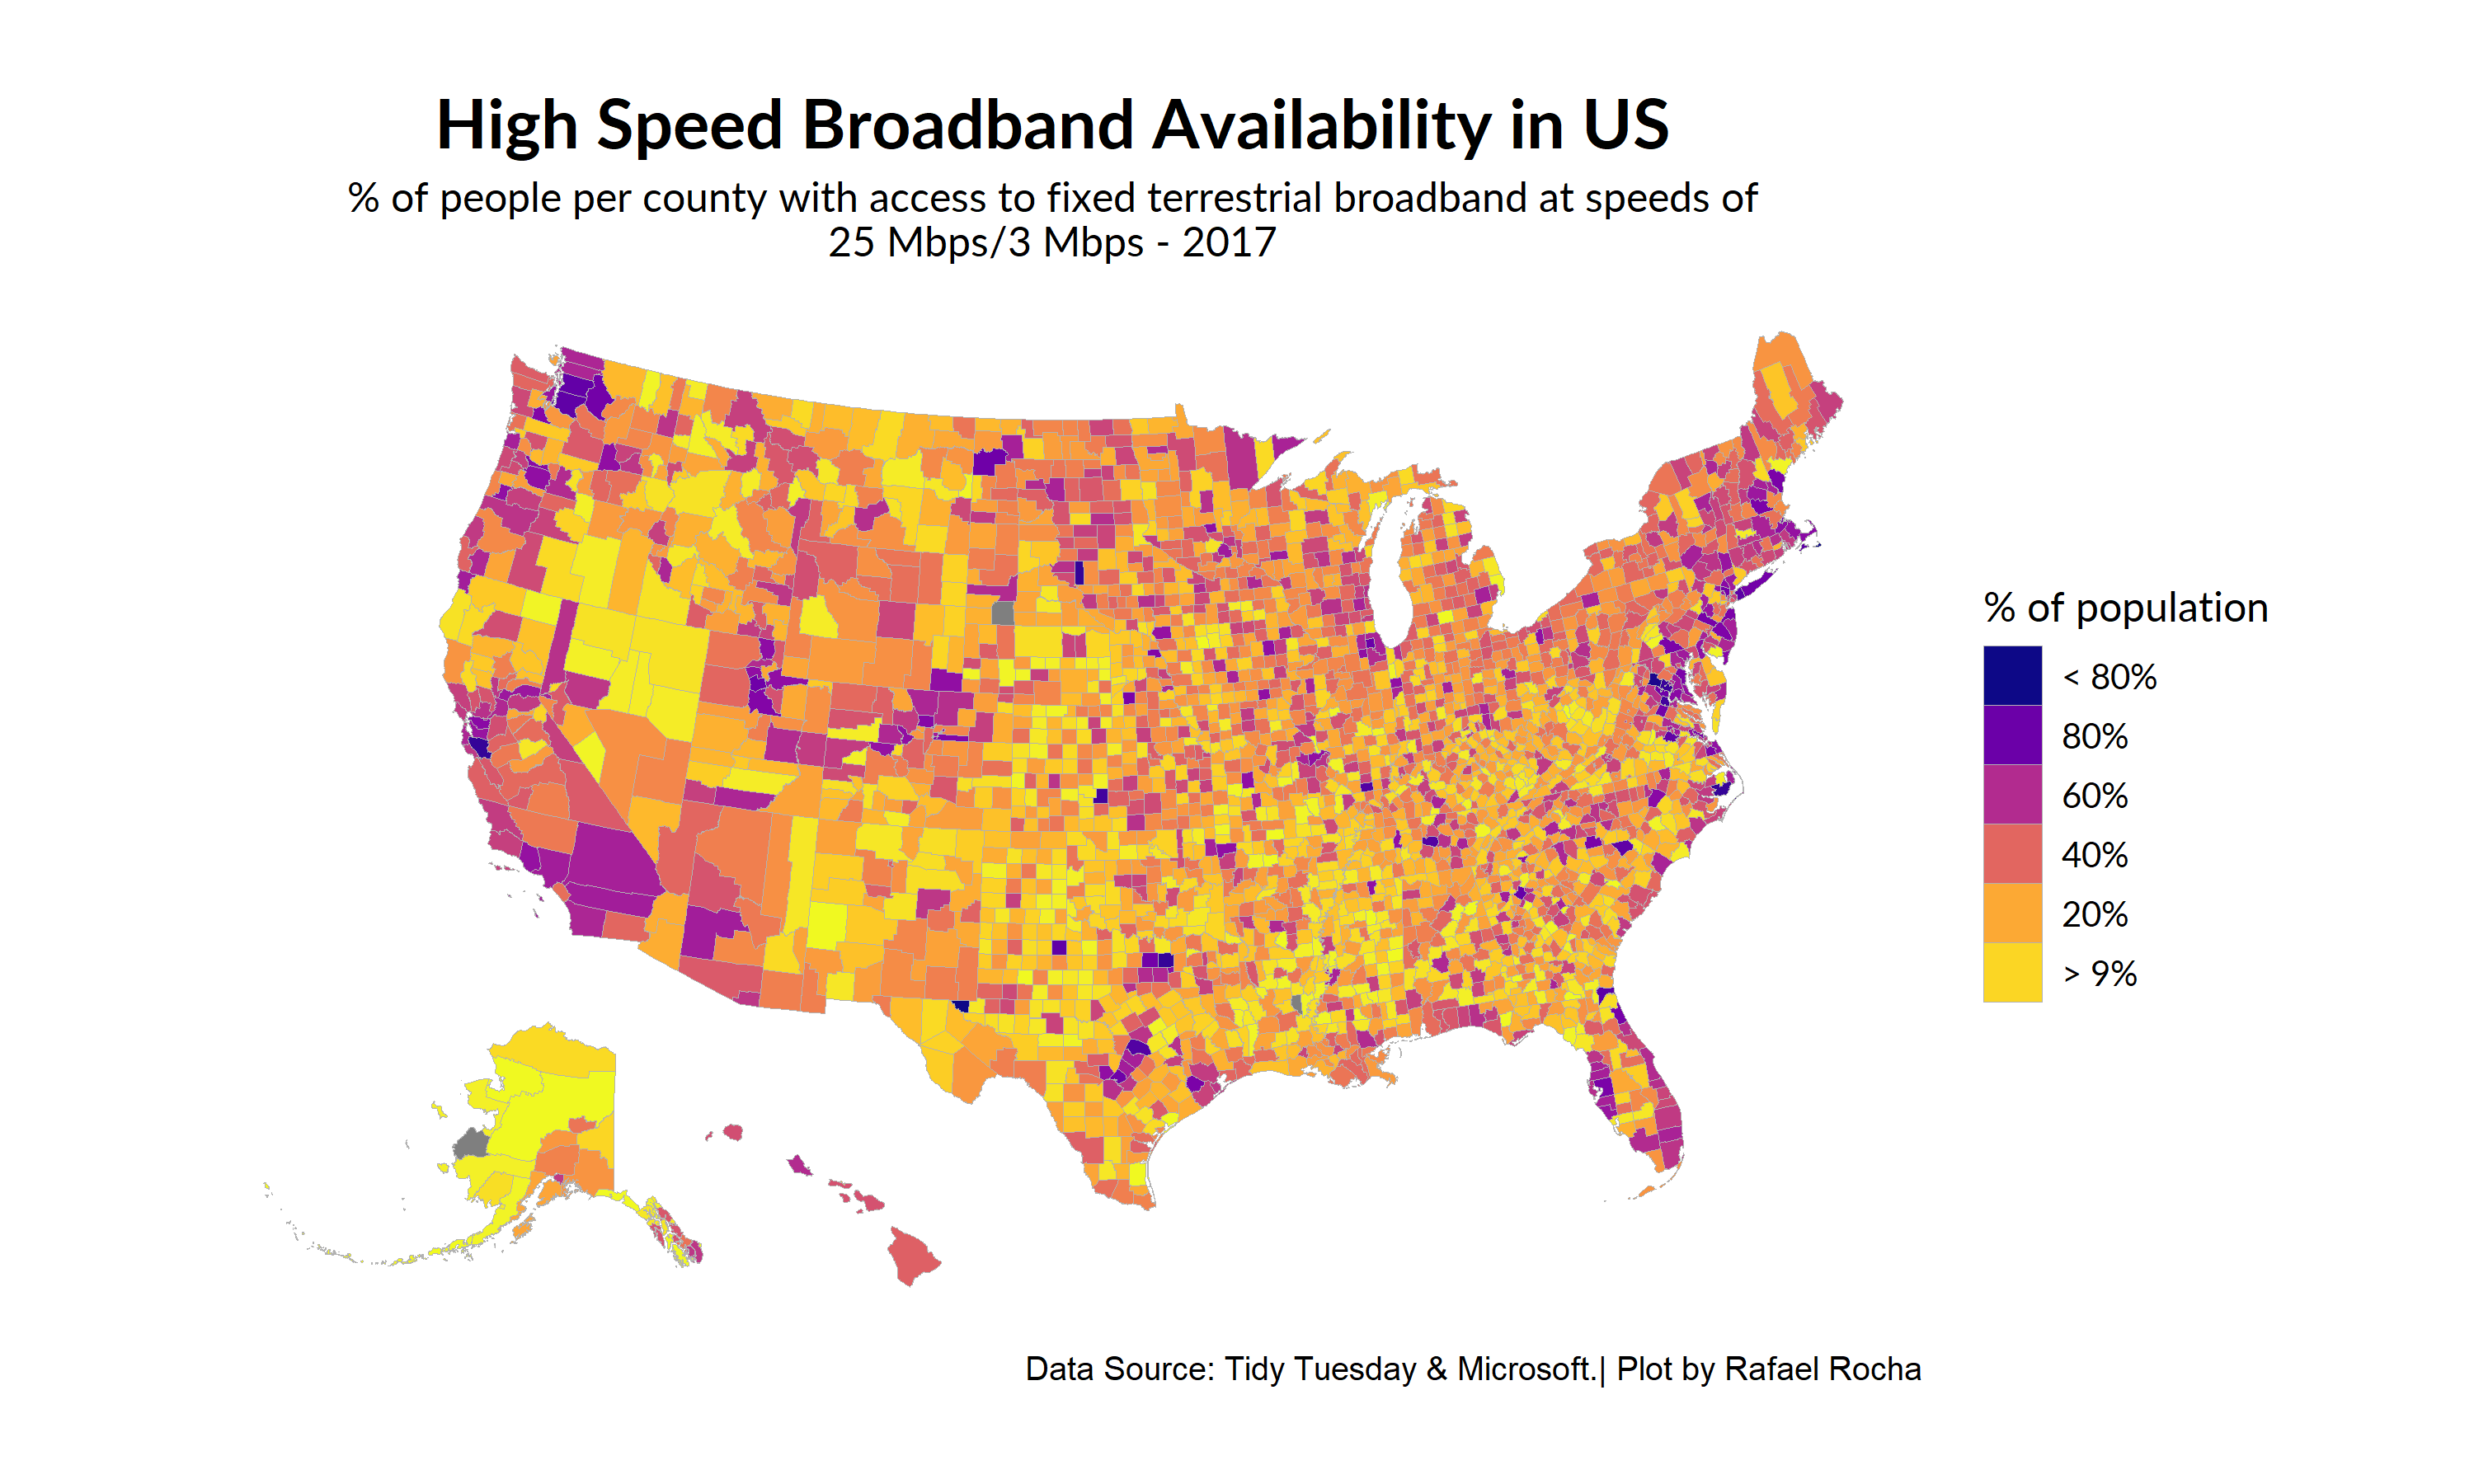 High Speed Broadband Availability in US
% of people per county with access to fixed terrestrial broadband at speeds of
25 Mbps/3 Mbps - 2017
% of population
< 80%
80%
60%
40%
20%
> 9%
Data Source: Tidy Tuesday & Microsoft.| Plot by Rafael Rocha